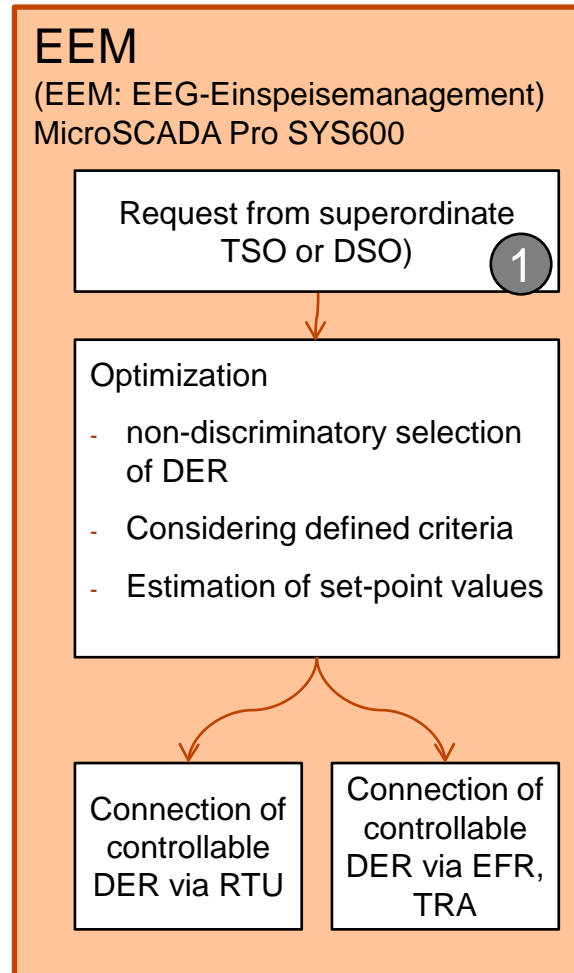 EEM
(EEM: EEG-Einspeisemanagement)
MicroSCADA Pro SYS600
Request from superordinate
TSO or DSO)
1
Optimization
- non-discriminatory selection
of DER
- Considering defined criteria
- Estimation of set-point values
Connection of
controllable
DER via RTU
Connection of
controllable
DER via EFR,
TRA